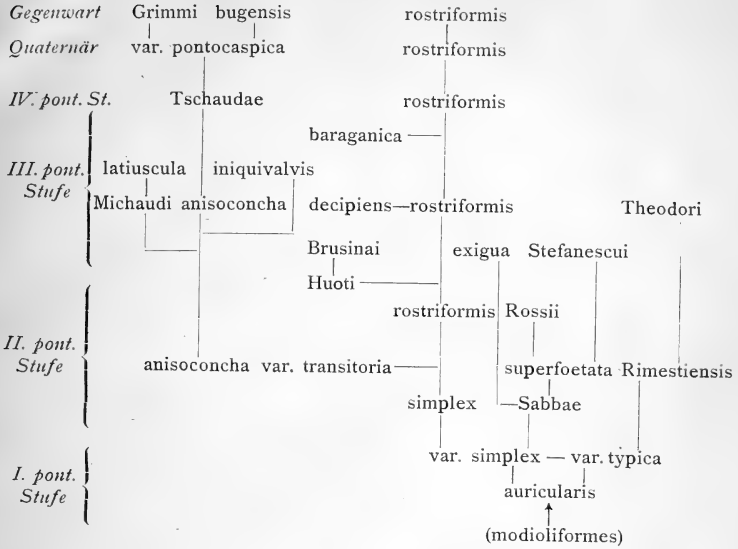 Gegenwart Grimmi bugensis rostriformis
Quaternär var. pontocaspica rostriformis
IV. pont. St. Tschaudae rostriformis
baraganica
III. pont. latiuscula iniquivalvis
Stufe
Michaudi anisoconcha decipiens—rostriformis Theodori
Brusinai exigua Stefanescui
Huoti
rostriformis Rossii
II. pont.
Stufe anisoconcha var. transitoria superfoetata Rimestiensis
simplex —Sabbae
var. simplex — var. typica
I. pont.
Stufe auricularis
(modioliformes)